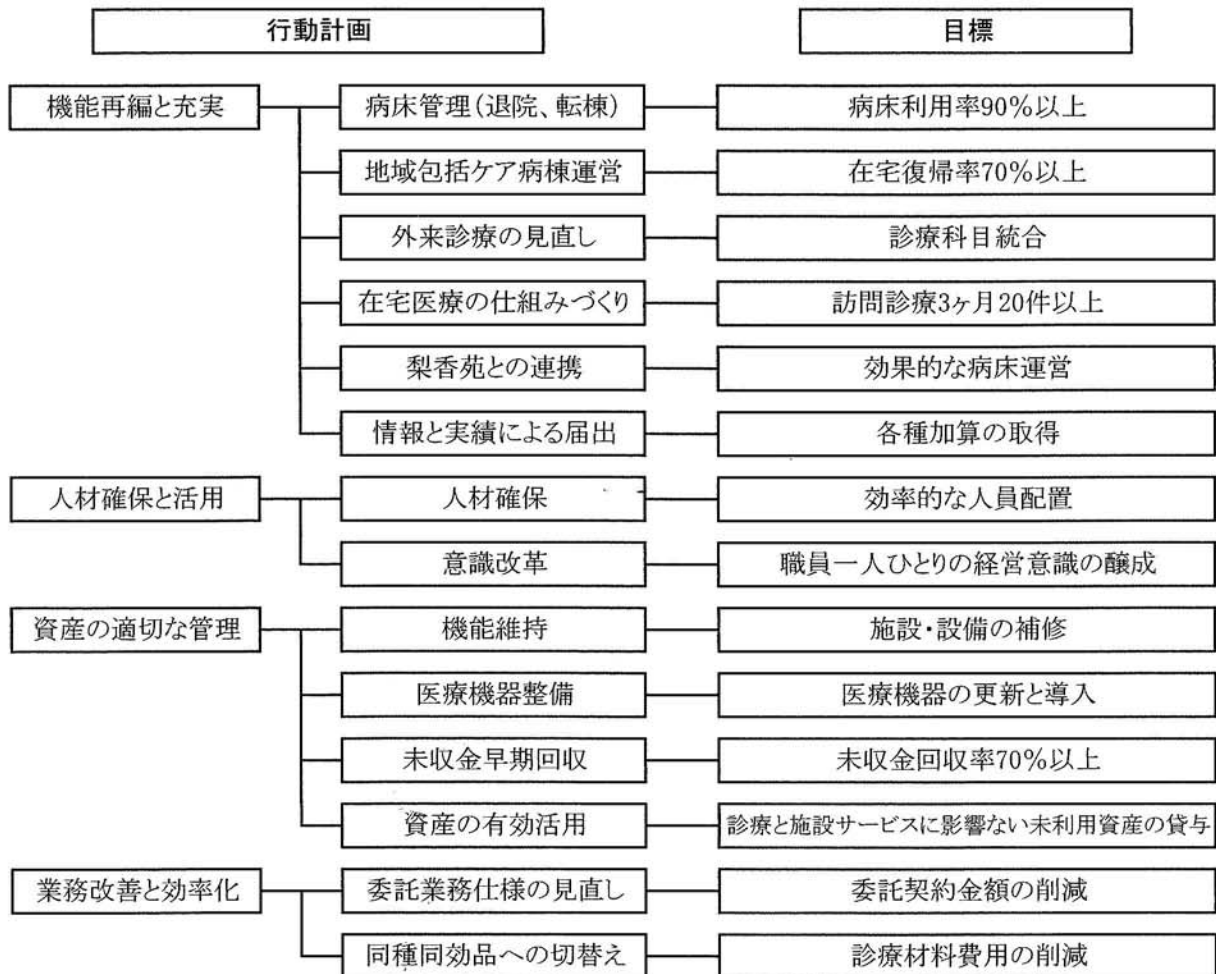 行動計画 目標
機能再編と充実 病床管理(退院、転棟) 病床利用率90%以上
地域包括ケア病棟運営 在宅復帰率70%以上
外来診療の見直し 診療科目統合
在宅医療の仕組みづくり 訪問診療3ヶ月20件以上
梨香苑との連携 効果的な病床運営
情報と実績による届出 各種加算の取得
人材確保と活用 人材確保 効率的な人員配置
意識改革 職員一人ひとりの経営意識の醸成
資産の適切な管理 機能維持 施設・設備の補修
医療機器整備 医療機器の更新と導入
未収金早期回収 未収金回収率70%以上
資産の有効活用 診療と施設サービスに影響ない未利用資産の貸与
業務改善と効率化 委託業務仕様の見直し 委託契約金額の削減
同種同効品への切替え 診療材料費用の削減